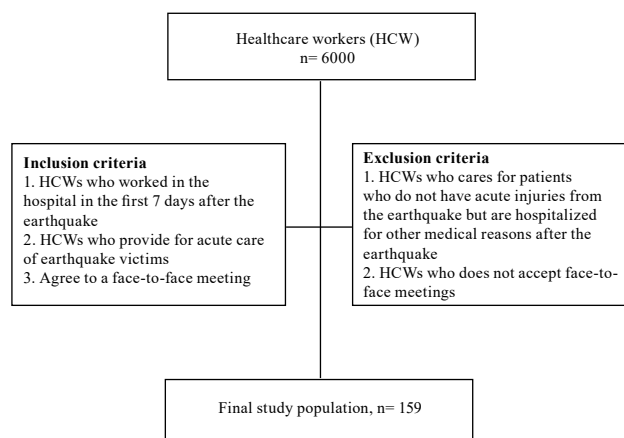 Healthcare workers (HCW)
n= 6000
Inclusion criteria
1. HCWs who worked in the
hospital in the first 7 days after the
earthquake
2. HCWs who provide for acute care
of earthquake victims
3. Agree to a face-to-face meeting
Exclusion criteria
1. HCWs who cares for patients
who do not have acute injuries from
the earthquake but are hospitalized
for other medical reasons after the
earthquake
2. HCWs who does not accept face-to-
face meetings
Final study population, n= 159